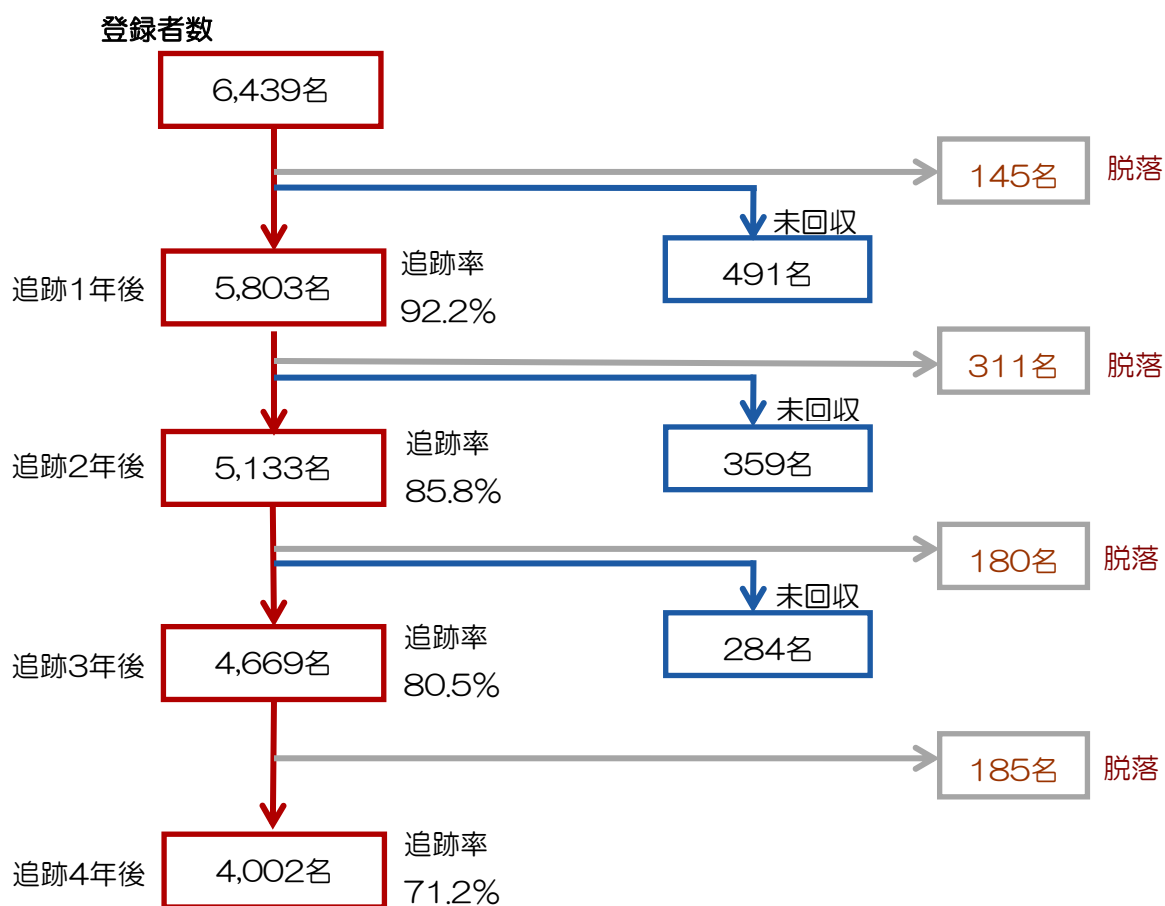 登録者数
6,439名
145名
脱落
未回収
491名
追跡1年後
5,803名
追跡率
92.2%
311名
脱落
未回収
359名
追跡2年後
5,133名
追跡率
85.8%
180名
脱落
未回収
284名
追跡3年後
4,669名
追跡率
80.5%
185名
脱落
追跡4年後
4,002名
追跡率
71.2%